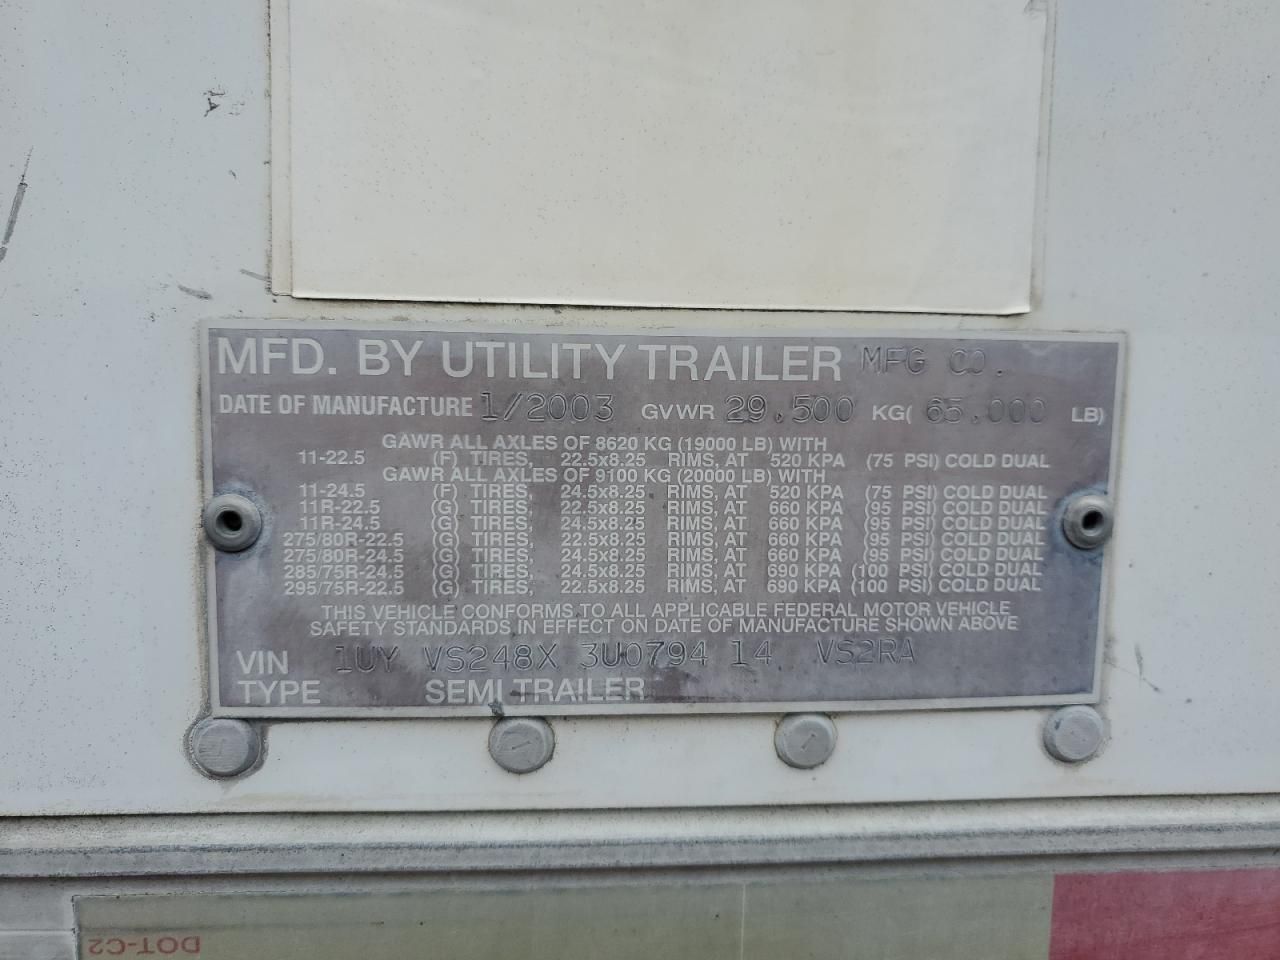 MFD. BY UTILITY TRAILER MFG CO.
DATE OF MANUFACTURE 1/2003 GVWR 29,500 KG( 65,000 LB)
GAWR ALL AXLES OF 8620 KG (19000 LB) WITH
11-22.5 (F) TIRES, 22.5x8.25 RIMS, AT 520 KPA (75 PSI) COLD DUAL
GAWR ALL AXLES OF 9100 KG (20000 LB) WITH
11-24.5 (F) TIRES, 24.5x8.25 RIMS, AT 520 KPA (75 PSI) COLD DUAL
11R-22.5 (G) TIRES, 22.5x8.25 RIMS, AT 660 KPA (95 PSI) COLD DUAL
11R-24.5 (G) TIRES, 24.5x8.25 RIMS, AT 660 KPA (95 PSI) COLD DUAL
275/80R-22.5 (G) TIRES, 22.5x8.25 RIMS, AT 660 KPA (95 PSI) COLD DUAL
275/80R-24.5 (G) TIRES, 24.5x8.25 RIMS, AT 660 KPA (95 PSI) COLD DUAL
285/75R-24.5 (G) TIRES, 24.5x8.25 RIMS, AT 690 KPA (100 PSI) COLD DUAL
295/75R-22.5 (G) TIRES, 22.5x8.25 RIMS, AT 690 KPA (100 PSI) COLD DUAL
THIS VEHICLE CONFORMS TO ALL APPLICABLE FEDERAL MOTOR VEHICLE
SAFETY STANDARDS IN EFFECT ON DATE OF MANUFACTURE SHOWN ABOVE
VIN 1UY VS248X 3U0794 14 VS2RA
TYPE SEMI TRAILER
DOT-C2